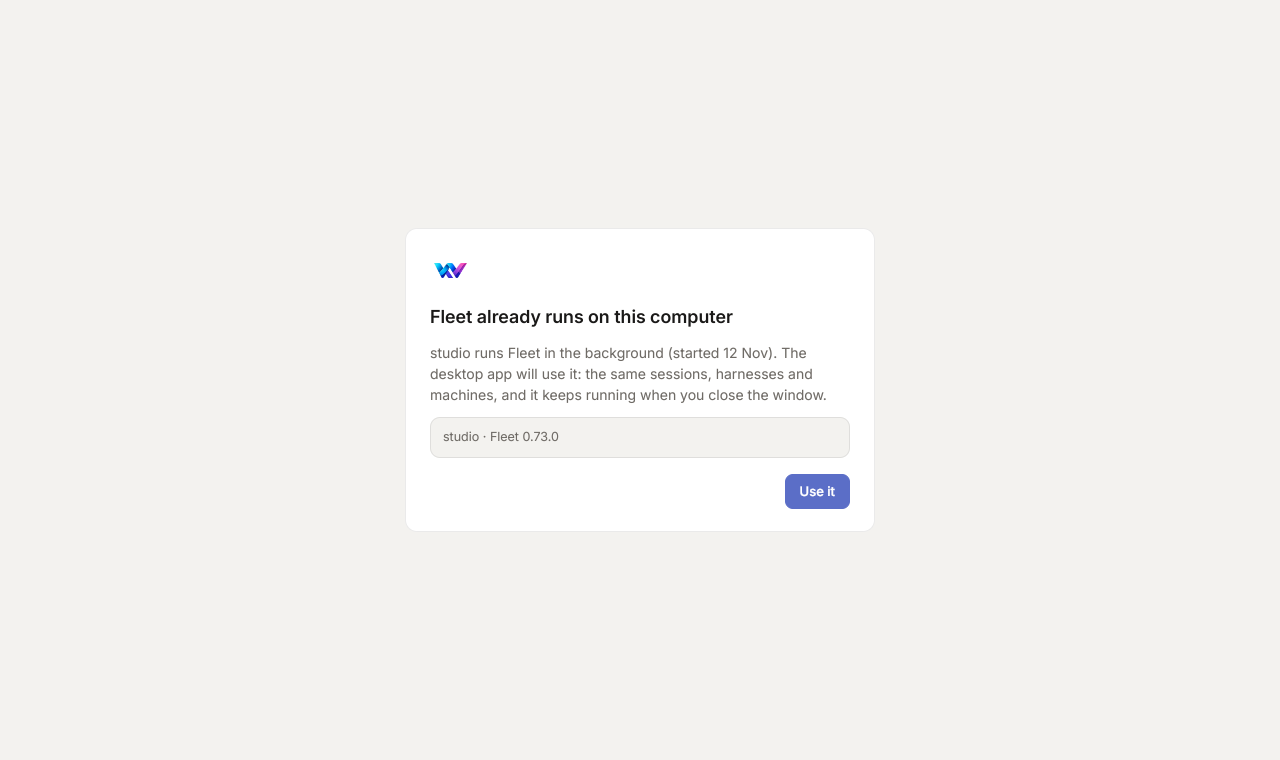 Fleet already runs on this computer
studio runs Fleet in the background (started 12 Nov). The
desktop app will use it: the same sessions, harnesses and
machines, and it keeps running when you close the window.
studio · Fleet 0.73.0
Use it